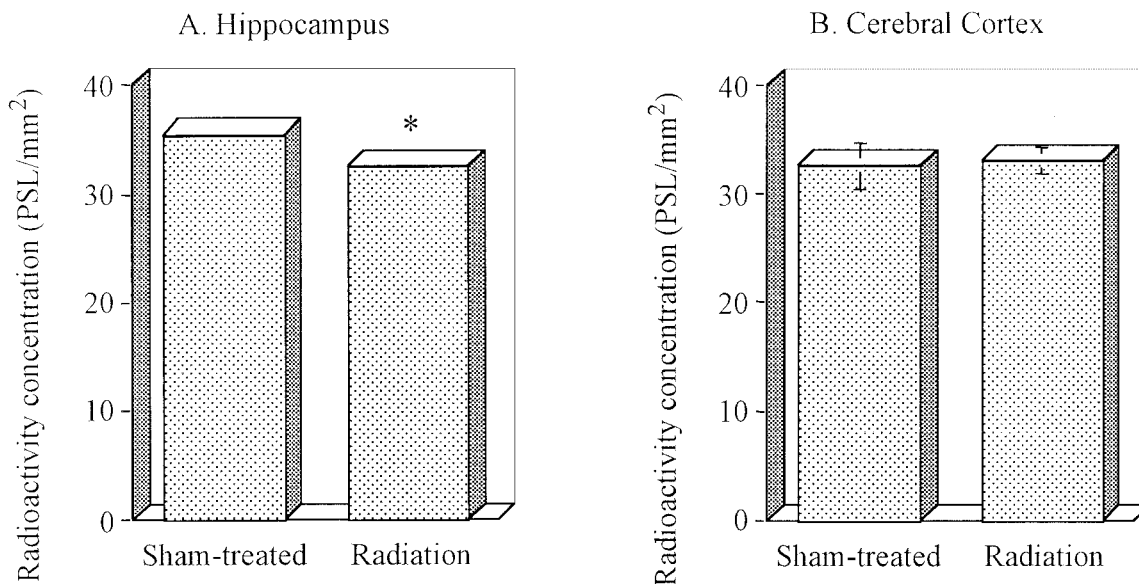 A. Hippocampus
Radioactivity concentration (PSL/mm²)
40
30
20
10
0
*
Sham-treated Radiation
B. Cerebral Cortex
Radioactivity concentration (PSL/mm²)
40
30
20
10
0
Sham-treated Radiation